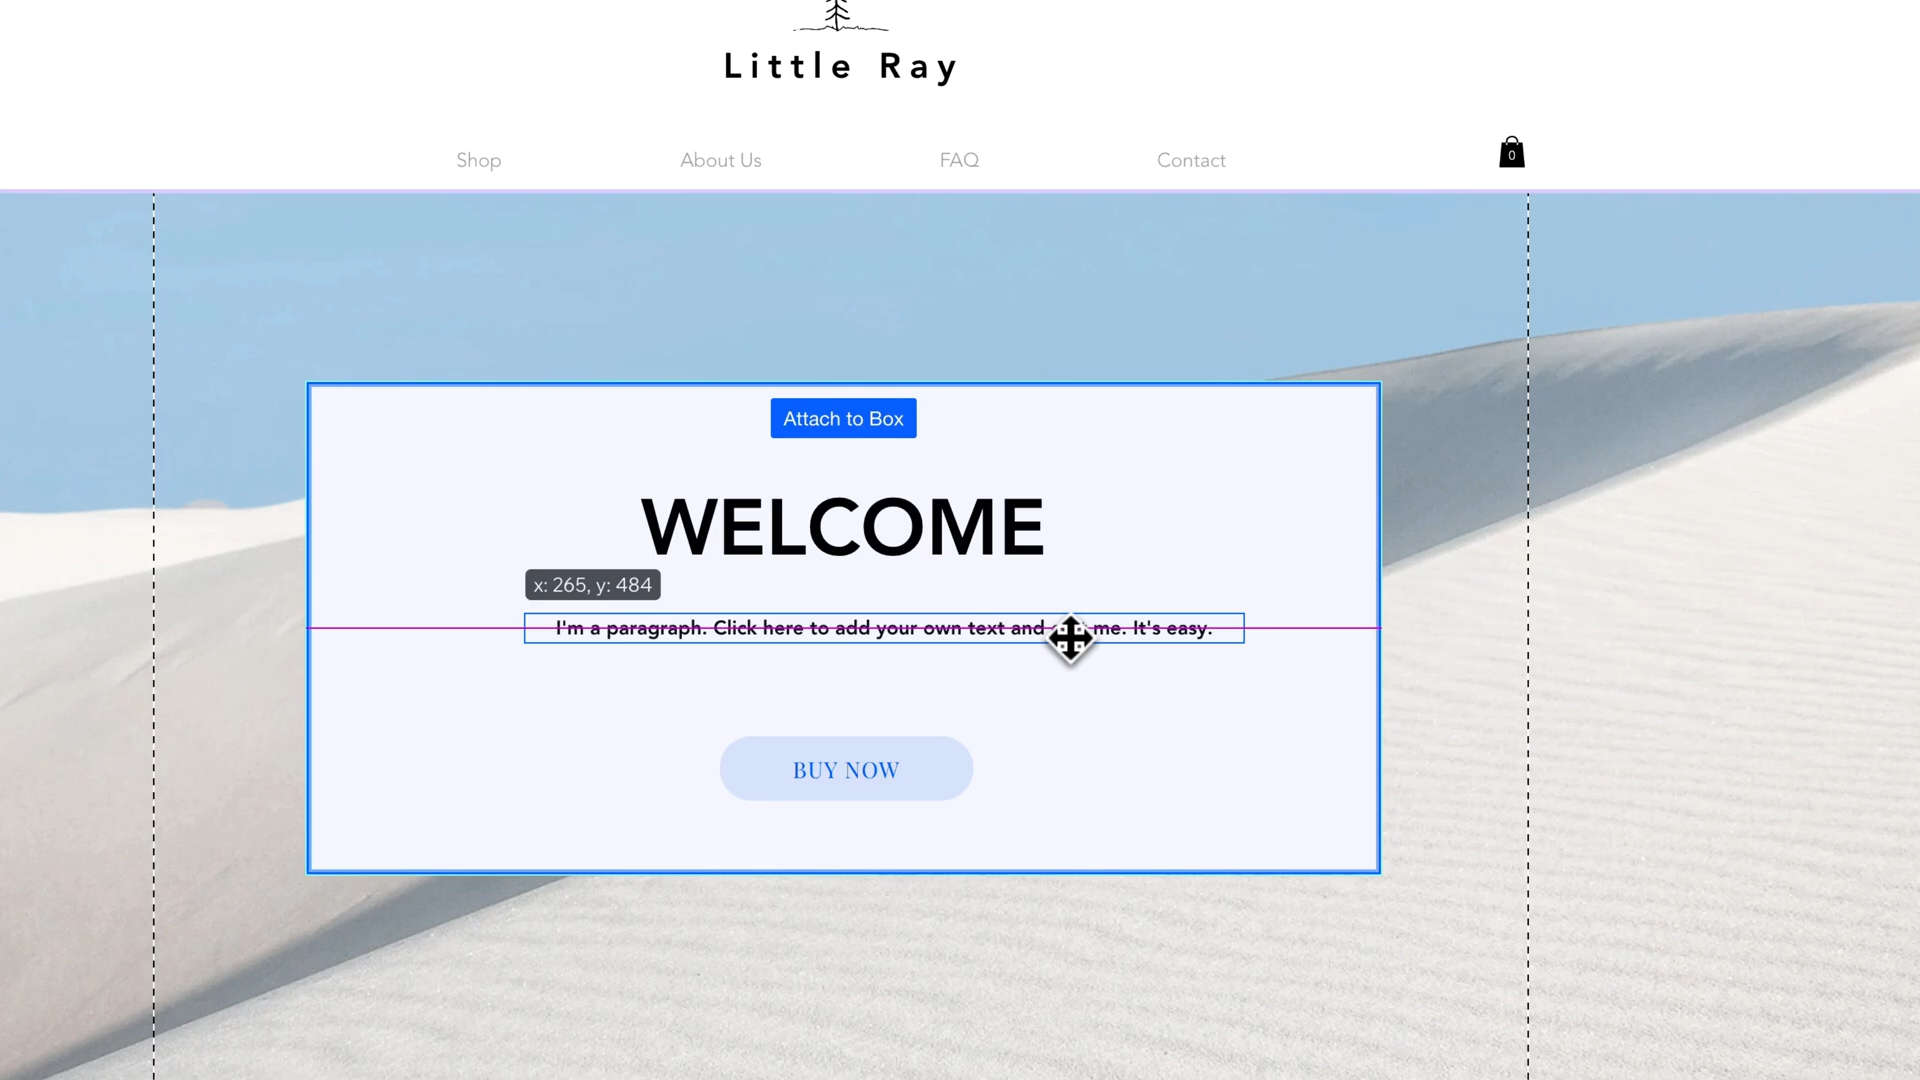 Little Ray
Shop About Us FAQ Contact
0
Attach to Box
WELCOME
x: 265, y: 484
I'm a paragraph. Click here to add your own text and me. It's easy.
BUY NOW